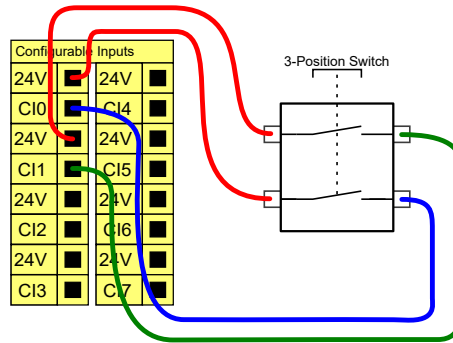 Configurable Inputs
3-Position Switch
24V 24V
CI0 CI4
24V 24V
CI1 CI5
24V 24V
CI2 CI6
24V 24V
CI3 CI7